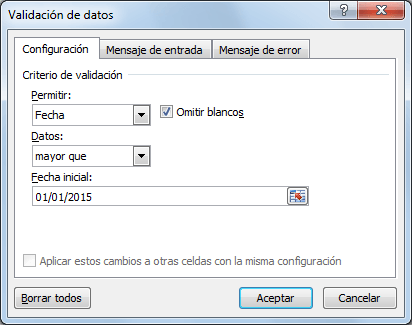 Validación de datos
Configuración Mensaje de entrada Mensaje de error
Criterio de validación
Permitir:
Fecha Omitir blancos
Datos:
mayor que
Fecha inicial:
01/01/2015
Aplicar estos cambios a otras celdas con la misma configuración
Borrar todos Aceptar Cancelar